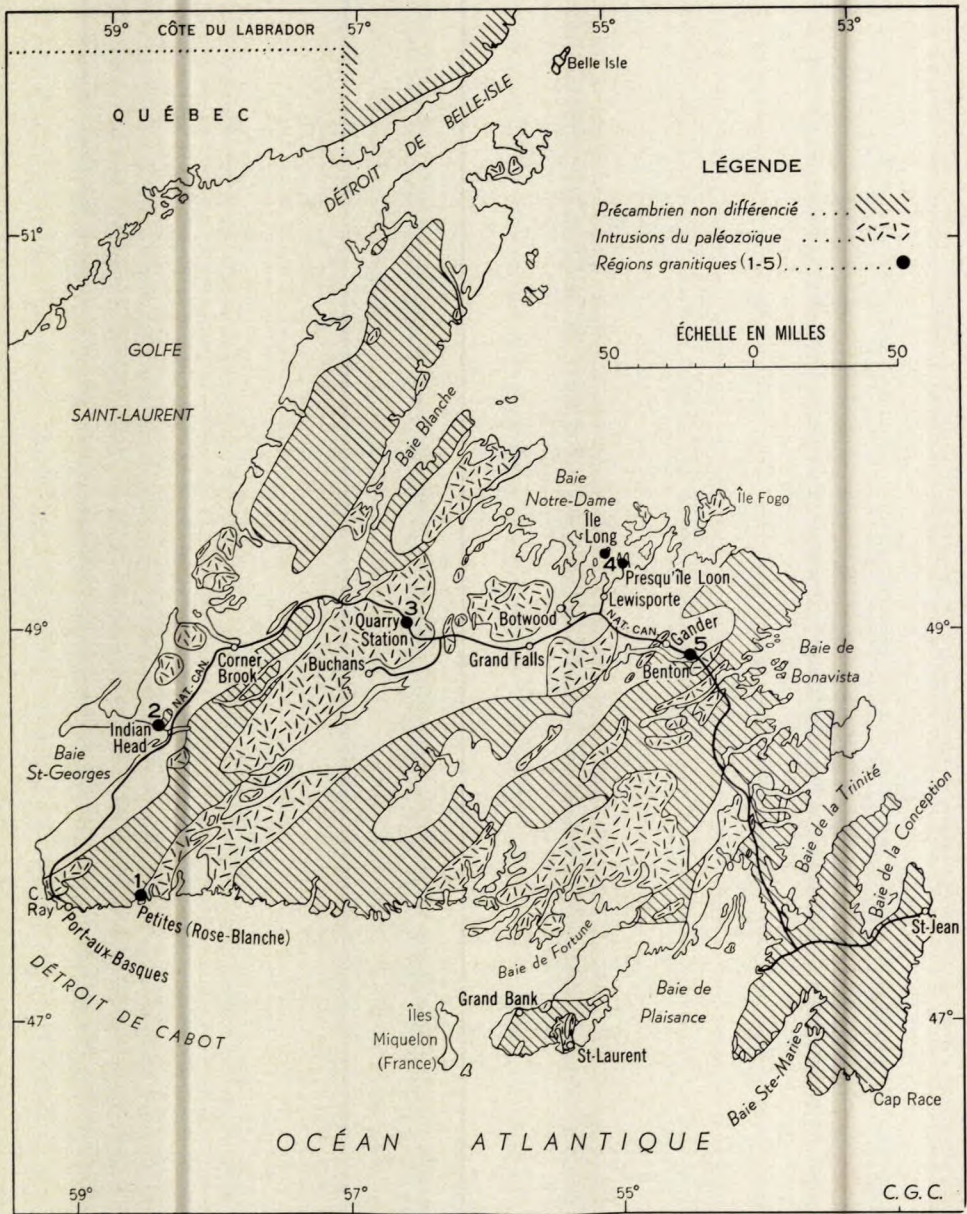 59°
57°
55°
53°
CÔTE DU LABRADOR
Belle Isle
QUÉBEC
DÉTROIT DE BELLE-ISLE
LÉGENDE
Précambrien non différencié ....
Intrusions du paléozoïque .....
Régions granitiques (1-5)............
51°
ÉCHELLE EN MILLES
50 0 50
GOLFE
SAINT-LAURENT
Baie Blanche
Baie
Notre-Dame
Île Fogo
Île
Long
4
Presqu'île Loon
Lewisporte
3
Quarry
Station
Botwood
NAT-CAN.
Gander
49°
49°
5
Corner
Brook
Buchans
Grand Falls
Benton
Baie de
Bonavista
NAT-CAN.
2
Indian
Head
Baie
St-Georges
Baie de la Trinité
Baie de la Conception
C.
Ray
1
Petites (Rose-Blanche)
Port-aux-Basques
St-Jean
Baie de Fortune
DÉTROIT DE CABOT
Grand Bank
Baie de
Plaisance
47°
47°
Îles
Miquelon
(France)
St-Laurent
Baie Ste-Marie
Cap Race
OCÉAN ATLANTIQUE
59°
57°
55°
C. G. C.